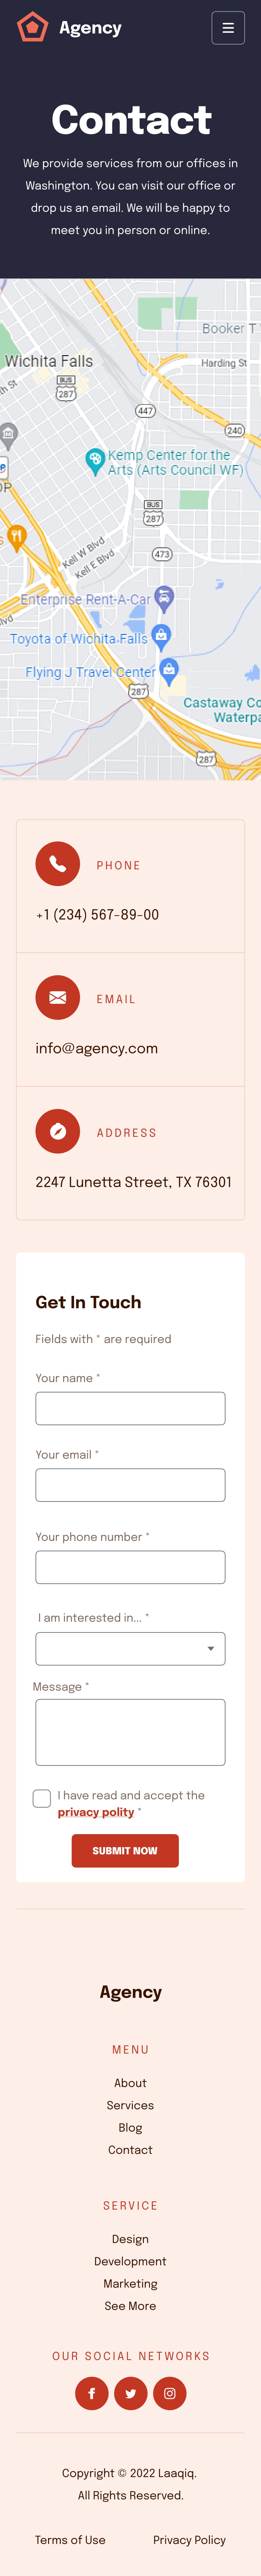 Agency
Contact
We provide services from our offices in
Washington. You can visit our office or
drop us an email. We will be happy to
meet you in person or online.
Booker T
Wichita Falls
Harding St
th St
BUS
287
447
240
Kemp Center for the
Arts (Arts Council WF)
BUS
287
Kell W Blvd
Kell E Blvd
473
Enterprise Rent-A-Car
Toyota of Wichita Falls
Flying J Travel Center
287
Castaway Co
Waterpa
287
PHONE
+1 (234) 567-89-00
EMAIL
info@agency.com
ADDRESS
2247 Lunetta Street, TX 76301
Get In Touch
Fields with * are required
Your name *
Your email *
Your phone number *
I am interested in... *
Message *
I have read and accept the
privacy polity *
SUBMIT NOW
Agency
MENU
About
Services
Blog
Contact
SERVICE
Design
Development
Marketing
See More
OUR SOCIAL NETWORKS
Copyright © 2022 Laaqiq.
All Rights Reserved.
Terms of Use Privacy Policy